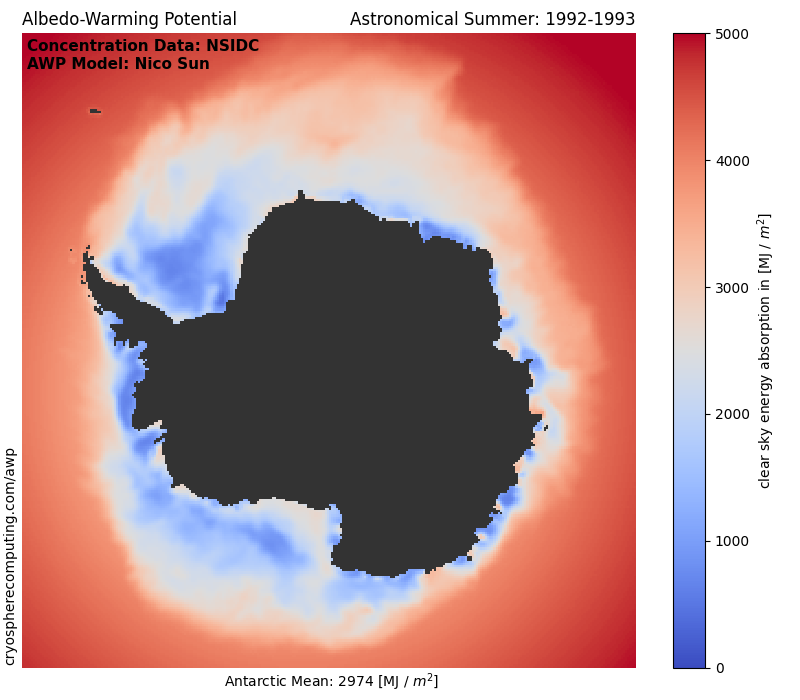 Albedo-Warming Potential
Astronomical Summer: 1992-1993
Concentration Data: NSIDC
AWP Model: Nico Sun
5000
4000
3000
2000
1000
0
clear sky energy absorption in [MJ / m²]
cryospherecomputing.com/awp
Antarctic Mean: 2974 [MJ / m²]